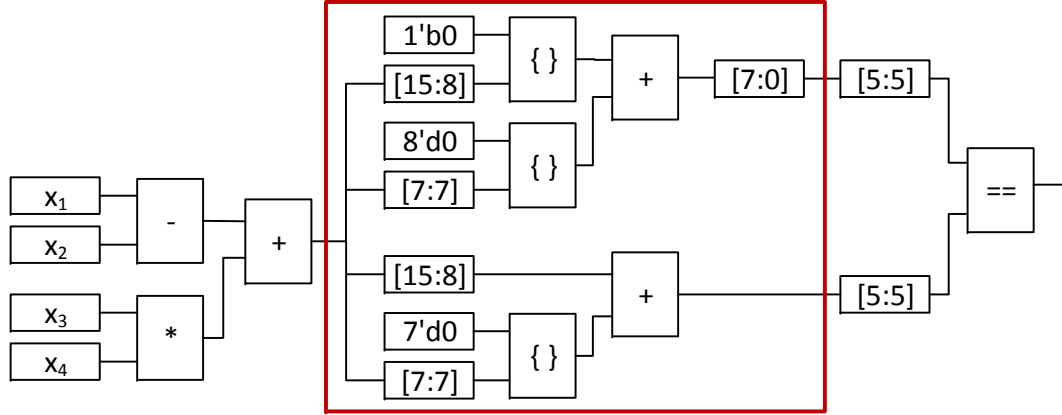 1'b0
{ }
[15:8]
+
[7:0]
[5:5]
8'd0
{ }
[7:7]
x₁
-
x₂
+
==
[15:8]
+
[5:5]
x₃
*
x₄
7'd0
{ }
[7:7]